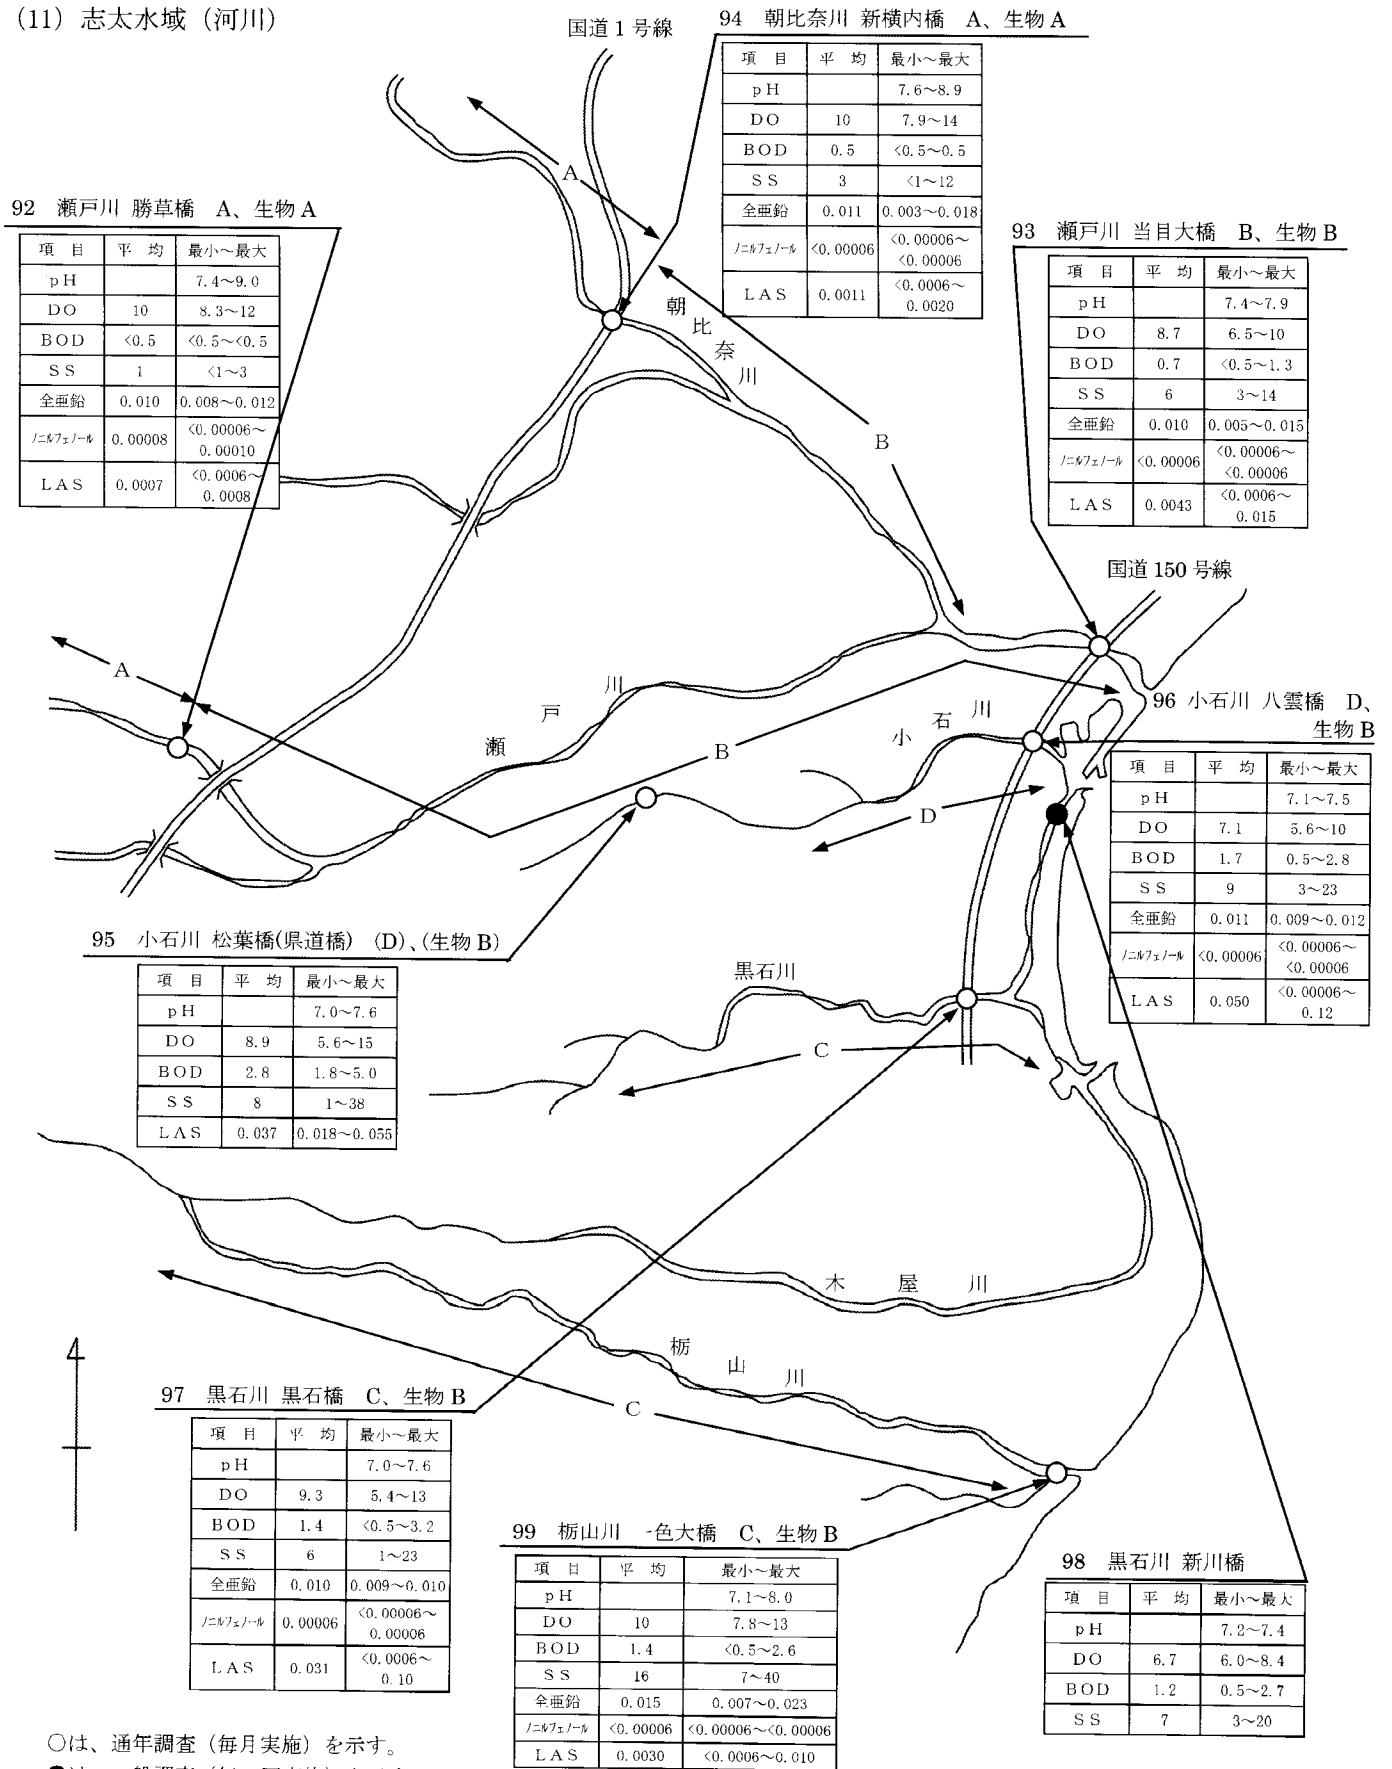 (11) 志太水域（河川）
国道1号線
94 朝比奈川 新横内橋 A、生物A
項 目 平 均 最小～最大
pH 7.6～8.9
DO 10 7.9～14
BOD 0.5 <0.5～0.5
SS 3 <1～12
全亜鉛 0.011 0.003～0.018
ノニルフェノール <0.00006 <0.00006～
<0.00006
LAS 0.0011 <0.0006～
0.0020
A
92 瀬戸川 勝草橋 A、生物A
項 目 平 均 最小～最大
pH 7.4～9.0
DO 10 8.3～12
BOD <0.5 <0.5～<0.5
SS 1 <1～3
全亜鉛 0.010 0.008～0.012
ノニルフェノール 0.00008 <0.00006～
0.00010
LAS 0.0007 <0.0006～
0.0008
93 瀬戸川 当目大橋 B、生物B
項 目 平 均 最小～最大
pH 7.4～7.9
DO 8.7 6.5～10
BOD 0.7 <0.5～1.3
SS 6 3～14
全亜鉛 0.010 0.005～0.015
ノニルフェノール <0.00006 <0.00006～
<0.00006
LAS 0.0043 <0.0006～
0.015
朝比奈川
B
国道150号線
A
瀬戸川
B
小石川
D
96 小石川 八雲橋 D、
生物B
項 目 平 均 最小～最大
pH 7.1～7.5
DO 7.1 5.6～10
BOD 1.7 0.5～2.8
SS 9 3～23
全亜鉛 0.011 0.009～0.012
ノニルフェノール <0.00006 <0.00006～
<0.00006
LAS 0.050 <0.00006～
0.12
95 小石川 松葉橋(県道橋) (D)、(生物B)
項 目 平 均 最小～最大
pH 7.0～7.6
DO 8.9 5.6～15
BOD 2.8 1.8～5.0
SS 8 1～38
LAS 0.037 0.018～0.055
黒石川
C
木屋川
栃山川
C
97 黒石川 黒石橋 C、生物B
項 目 平 均 最小～最大
pH 7.0～7.6
DO 9.3 5.4～13
BOD 1.4 <0.5～3.2
SS 6 1～23
全亜鉛 0.010 0.009～0.010
ノニルフェノール 0.00006 <0.00006～
0.00006
LAS 0.031 <0.0006～
0.10
99 栃山川 一色大橋 C、生物B
項 目 平 均 最小～最大
pH 7.1～8.0
DO 10 7.8～13
BOD 1.4 <0.5～2.6
SS 16 7～40
全亜鉛 0.015 0.007～0.023
ノニルフェノール <0.00006 <0.00006～<0.00006
LAS 0.0030 <0.0006～0.010
98 黒石川 新川橋
項 目 平 均 最小～最大
pH 7.2～7.4
DO 6.7 6.0～8.4
BOD 1.2 0.5～2.7
SS 7 3～20
○は、通年調査（毎月実施）を示す。